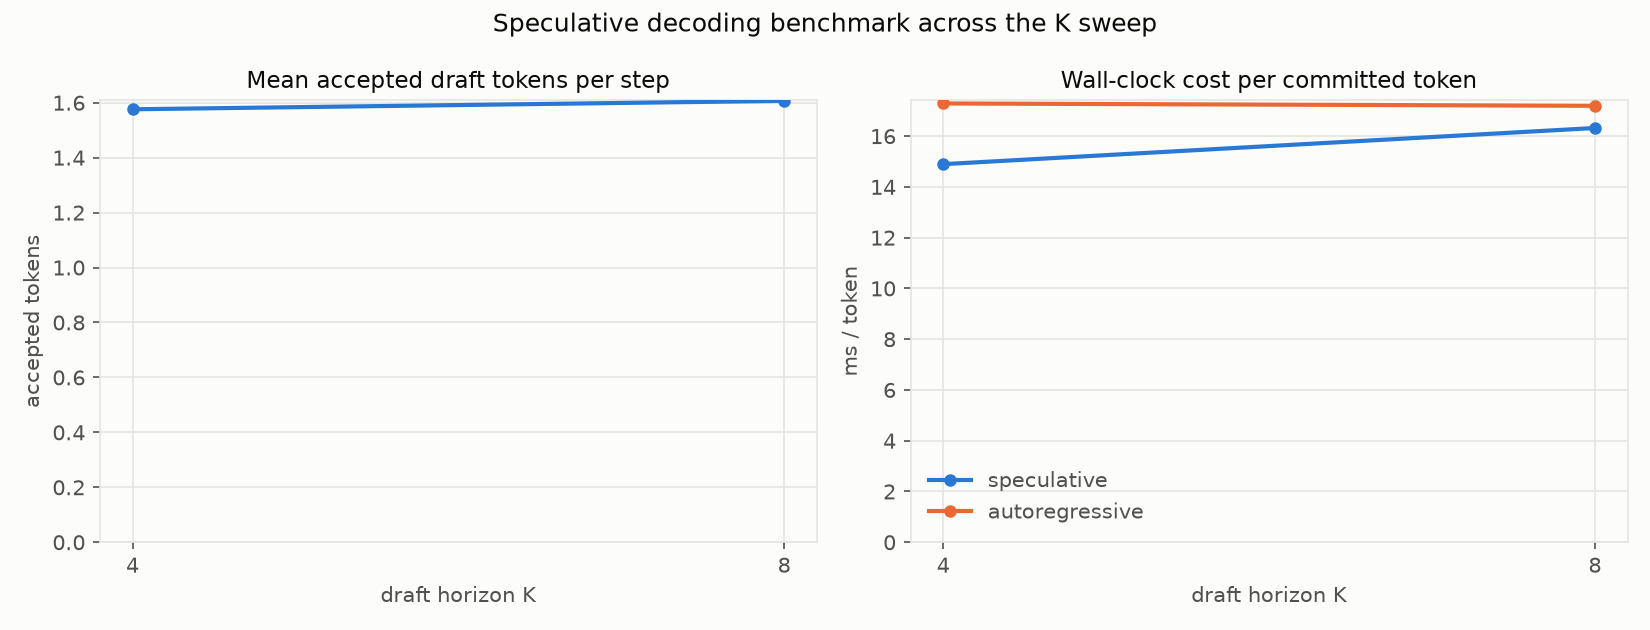 Speculative decoding benchmark across the K sweep
Mean accepted draft tokens per step
accepted tokens
1.6
1.4
1.2
1.0
0.8
0.6
0.4
0.2
0.0
4
8
draft horizon K
Wall-clock cost per committed token
ms / token
16
14
12
10
8
6
4
2
0
speculative
autoregressive
4
8
draft horizon K